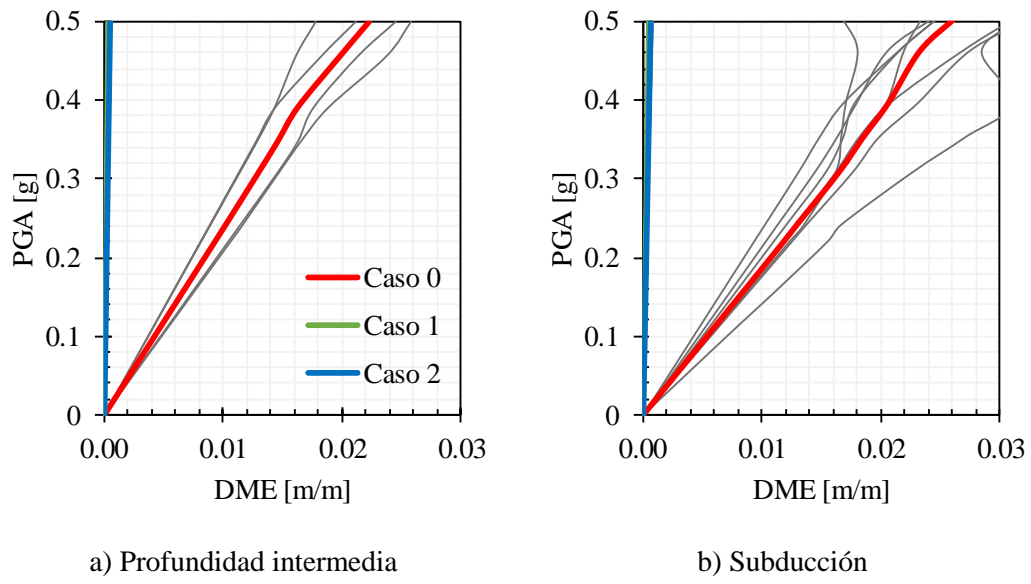 0.5
0.4
0.3
0.2
0.1
0
PGA [g]
0.00
0.01
0.02
0.03
DME [m/m]
Caso 0
Caso 1
Caso 2
a) Profundidad intermedia
0.5
0.4
0.3
0.2
0.1
0
PGA [g]
0.00
0.01
0.02
0.03
DME [m/m]
b) Subducción